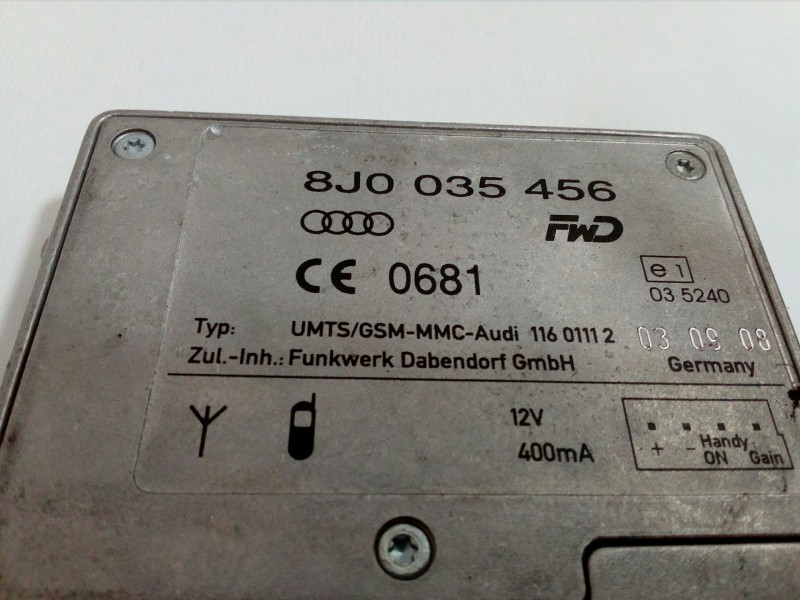 8J0 035 456
FWD
CE 0681
e1
03 5240
Typ: UMTS/GSM-MMC-Audi 116 0111 2
03 09 08
Zul.-Inh.: Funkwerk Dabendorf GmbH
Germany
12V
400mA
+ - Handy ON Gain